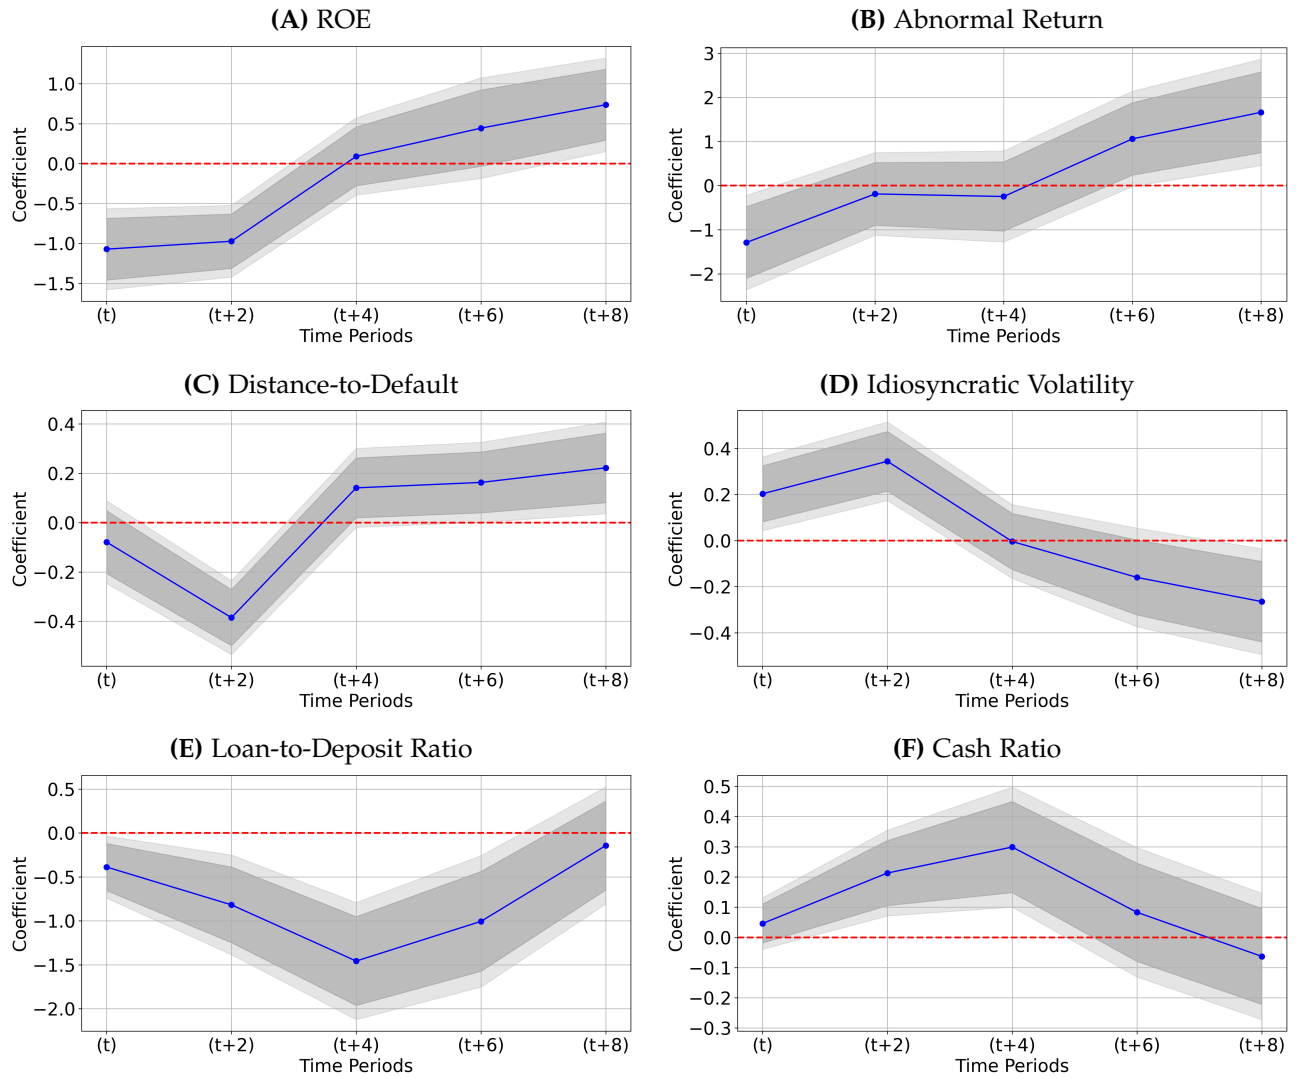 (A) ROE
1.0
0.5
0.0
−0.5
−1.0
−1.5
Coefficient
(t) (t+2) (t+4) (t+6) (t+8)
Time Periods
(B) Abnormal Return
3
2
1
0
−1
−2
Coefficient
(t) (t+2) (t+4) (t+6) (t+8)
Time Periods
(C) Distance-to-Default
0.4
0.2
0.0
−0.2
−0.4
Coefficient
(t) (t+2) (t+4) (t+6) (t+8)
Time Periods
(D) Idiosyncratic Volatility
0.4
0.2
0.0
−0.2
−0.4
Coefficient
(t) (t+2) (t+4) (t+6) (t+8)
Time Periods
(E) Loan-to-Deposit Ratio
0.5
0.0
−0.5
−1.0
−1.5
−2.0
Coefficient
(t) (t+2) (t+4) (t+6) (t+8)
Time Periods
(F) Cash Ratio
0.5
0.4
0.3
0.2
0.1
0.0
−0.1
−0.2
−0.3
Coefficient
(t) (t+2) (t+4) (t+6) (t+8)
Time Periods